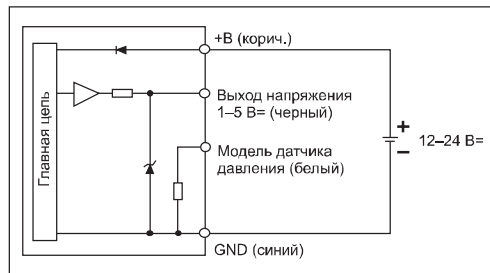 +В (корич.)
Главная цепь
Выход напряжения
1–5 В= (черный)
Модель датчика
давления (белый)
+
12–24 В=
–
GND (синий)